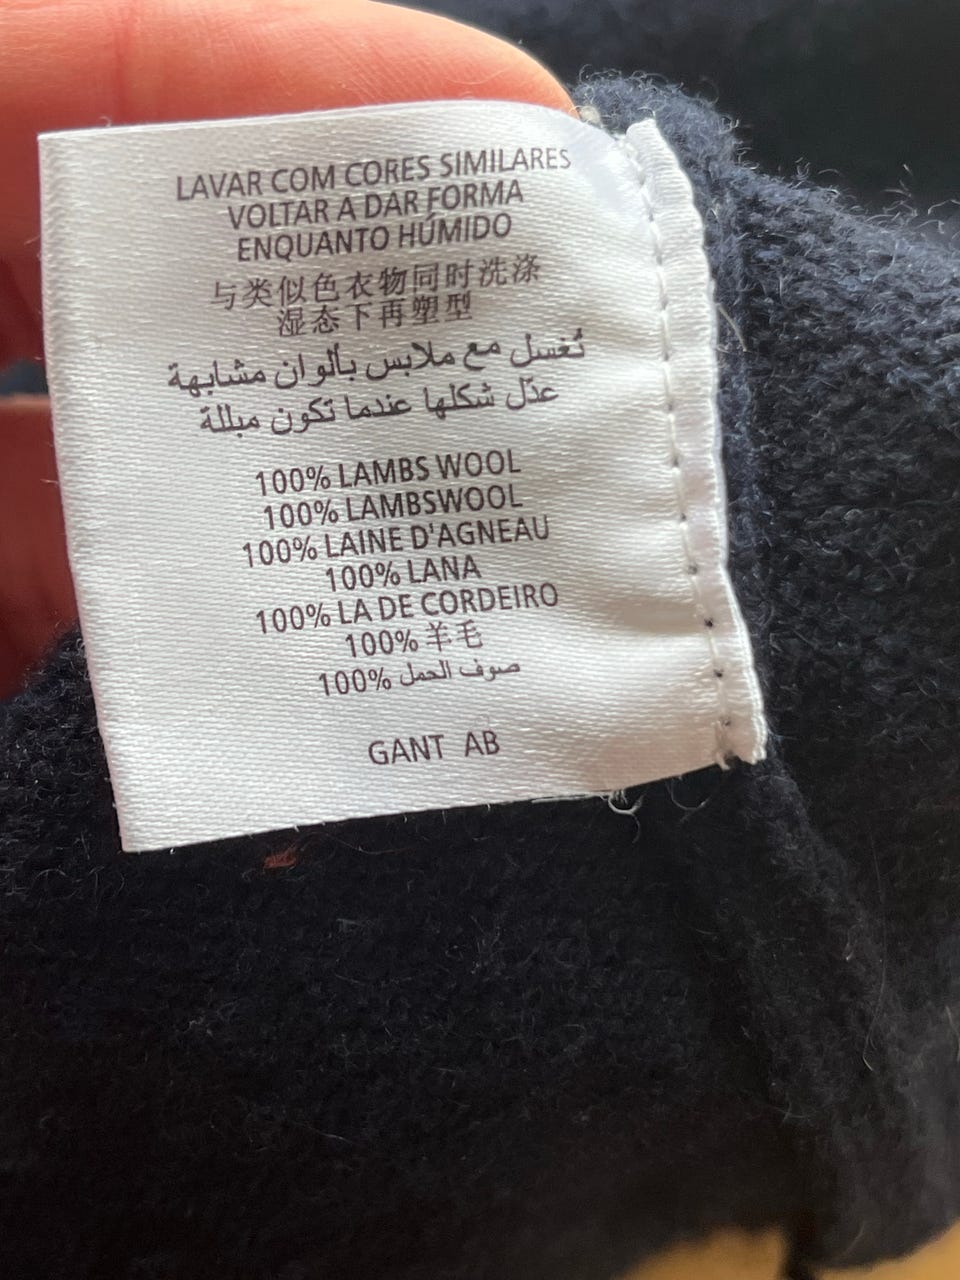 LAVAR COM CORES SIMILARES
VOLTAR A DAR FORMA
ENQUANTO HÚMIDO
与类似色衣物同时洗涤
湿态下再塑型
تُغسل مع ملابس بألوان مشابهة
عدّل شكلها عندما تكون مبللة
100% LAMBS WOOL
100% LAMBSWOOL
100% LAINE D'AGNEAU
100% LANA
100% LA DE CORDEIRO
100% 羊毛
100% صوف الحمل
GANT AB